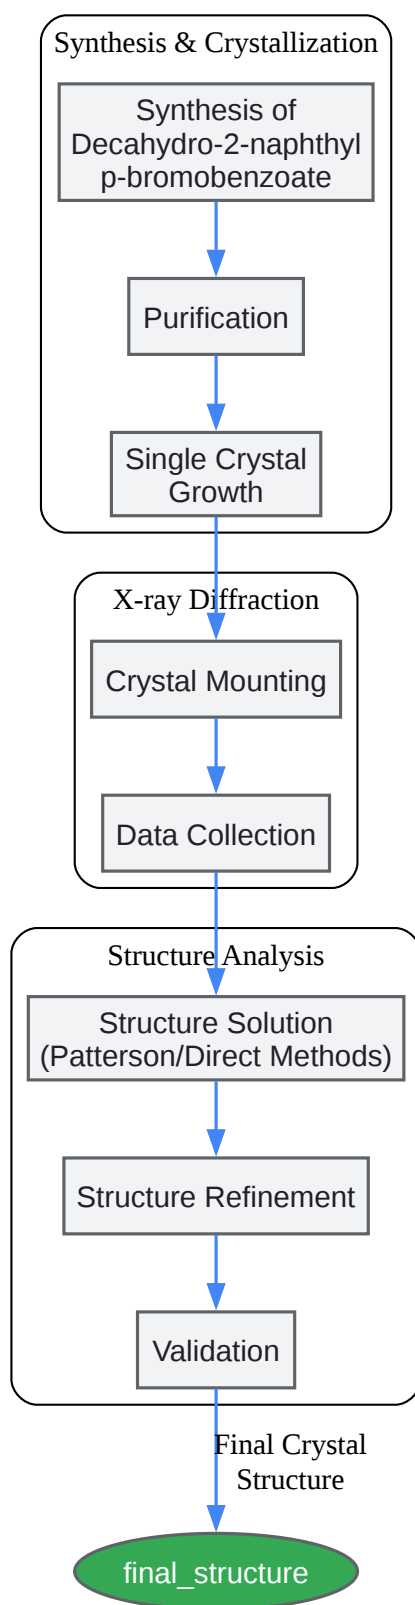 Synthesis & Crystallization
Synthesis of
Decahydro-2-naphthyl
p-bromobenzoate
Purification
Single Crystal
Growth
X-ray Diffraction
Crystal Mounting
Data Collection
Structure Analysis
Structure Solution
(Patterson/Direct Methods)
Structure Refinement
Validation
Final Crystal
Structure
final_structure